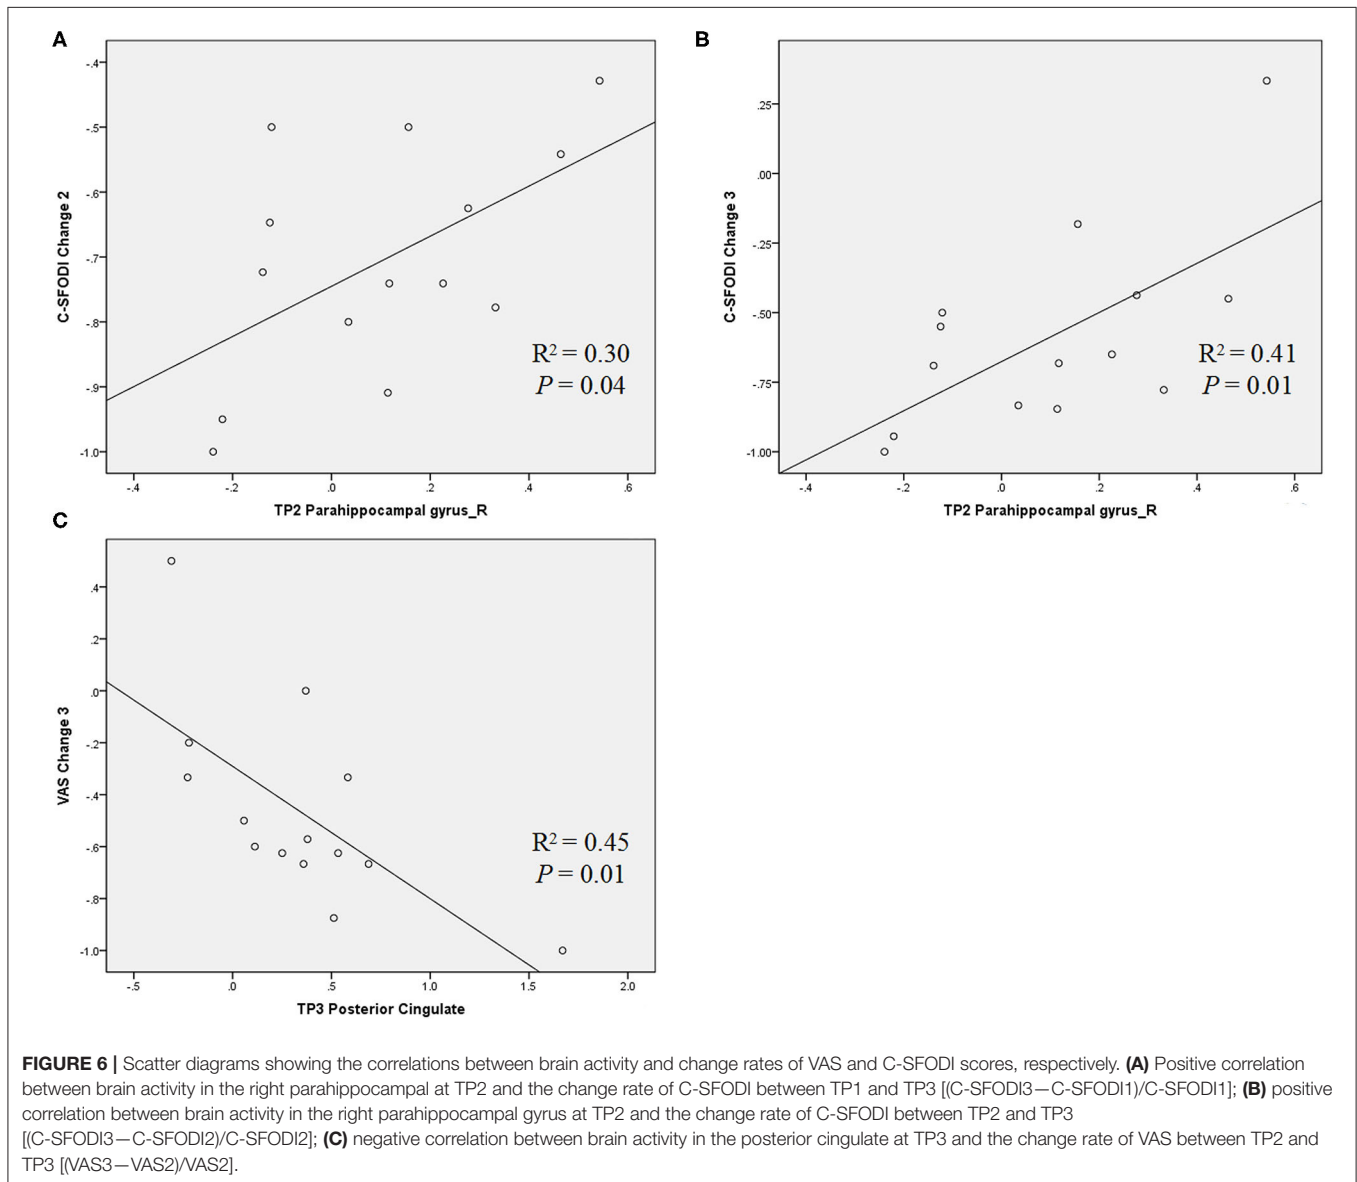 A
-.4
-.5
-.6
-.7
-.8
-.9
-1.0
C-SFODI Change 2
R² = 0.30
P = 0.04
-.4 -.2 .0 .2 .4 .6
TP2 Parahippocampal gyrus_R
B
.25
.00
-.25
-.50
-.75
-1.00
C-SFODI Change 3
R² = 0.41
P = 0.01
-.4 -.2 .0 .2 .4 .6
TP2 Parahippocampal gyrus_R
C
.4
.2
.0
-.2
-.4
-.6
-.8
-1.0
VAS Change 3
R² = 0.45
P = 0.01
-.5 .0 .5 1.0 1.5 2.0
TP3 Posterior Cingulate
FIGURE 6 | Scatter diagrams showing the correlations between brain activity and change rates of VAS and C-SFODI scores, respectively. (A) Positive correlation
between brain activity in the right parahippocampal at TP2 and the change rate of C-SFODI between TP1 and TP3 [(C-SFODI3—C-SFODI1)/C-SFODI1]; (B) positive
correlation between brain activity in the right parahippocampal gyrus at TP2 and the change rate of C-SFODI between TP2 and TP3
[(C-SFODI3—C-SFODI2)/C-SFODI2]; (C) negative correlation between brain activity in the posterior cingulate at TP3 and the change rate of VAS between TP2 and
TP3 [(VAS3—VAS2)/VAS2].